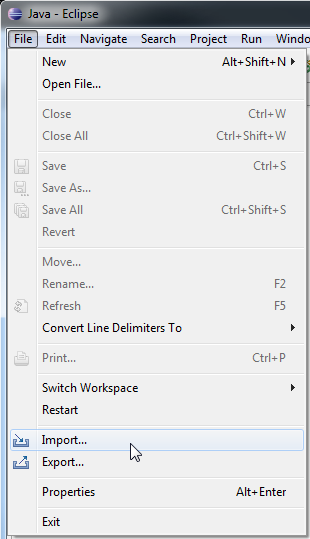 Java - Eclipse
File Edit Navigate Search Project Run Windo
New Alt+Shift+N
Open File...
Close Ctrl+W
Close All Ctrl+Shift+W
Save Ctrl+S
Save As...
Save All Ctrl+Shift+S
Revert
Move...
Rename... F2
Refresh F5
Convert Line Delimiters To
Print... Ctrl+P
Switch Workspace
Restart
Import...
Export...
Properties Alt+Enter
Exit